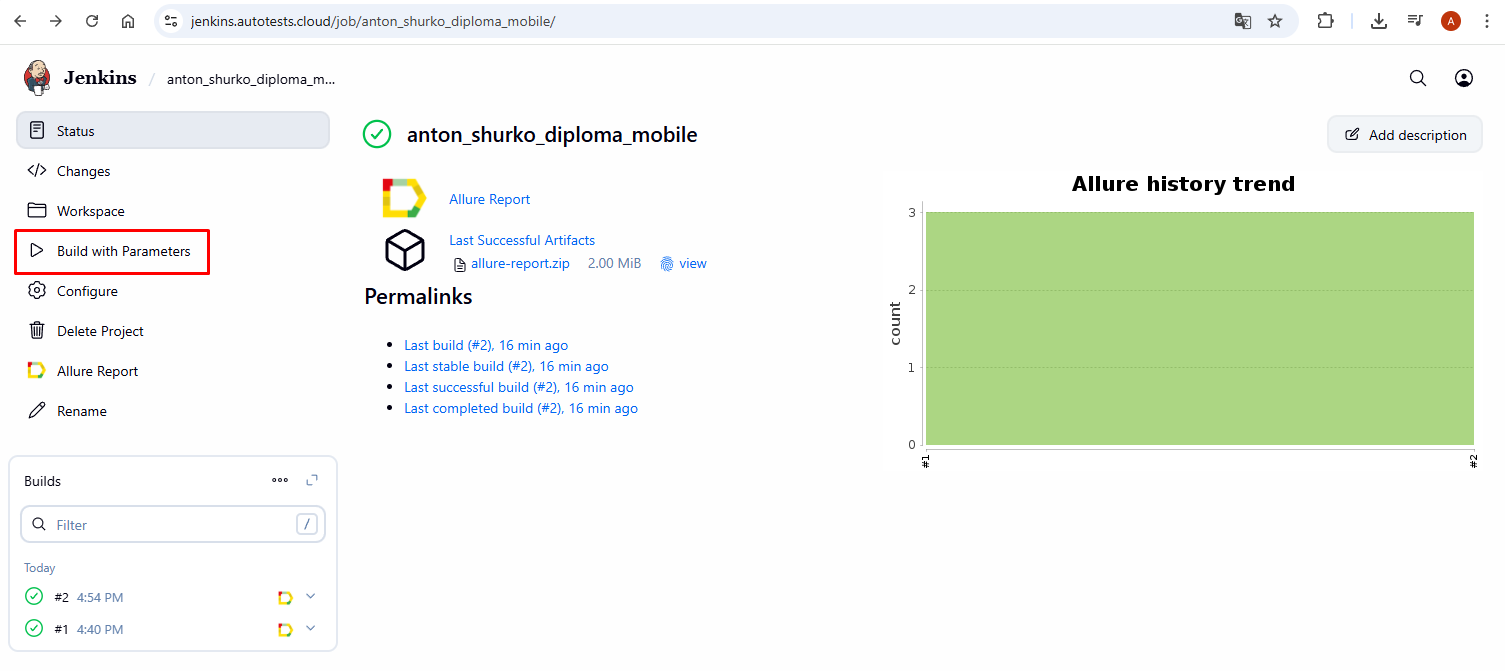 jenkins.autotests.cloud/job/anton_shurko_diploma_mobile/
A
Jenkins / anton_shurko_diploma_m...
Status
Changes
Workspace
Build with Parameters
Configure
Delete Project
Allure Report
Rename
Builds
Filter /
Today
#2 4:54 PM
#1 4:40 PM
anton_shurko_diploma_mobile
Add description
Allure Report
Last Successful Artifacts
allure-report.zip 2.00 MiB view
Permalinks
Last build (#2), 16 min ago
Last stable build (#2), 16 min ago
Last successful build (#2), 16 min ago
Last completed build (#2), 16 min ago
Allure history trend
count
3
2
1
0
#1
#2